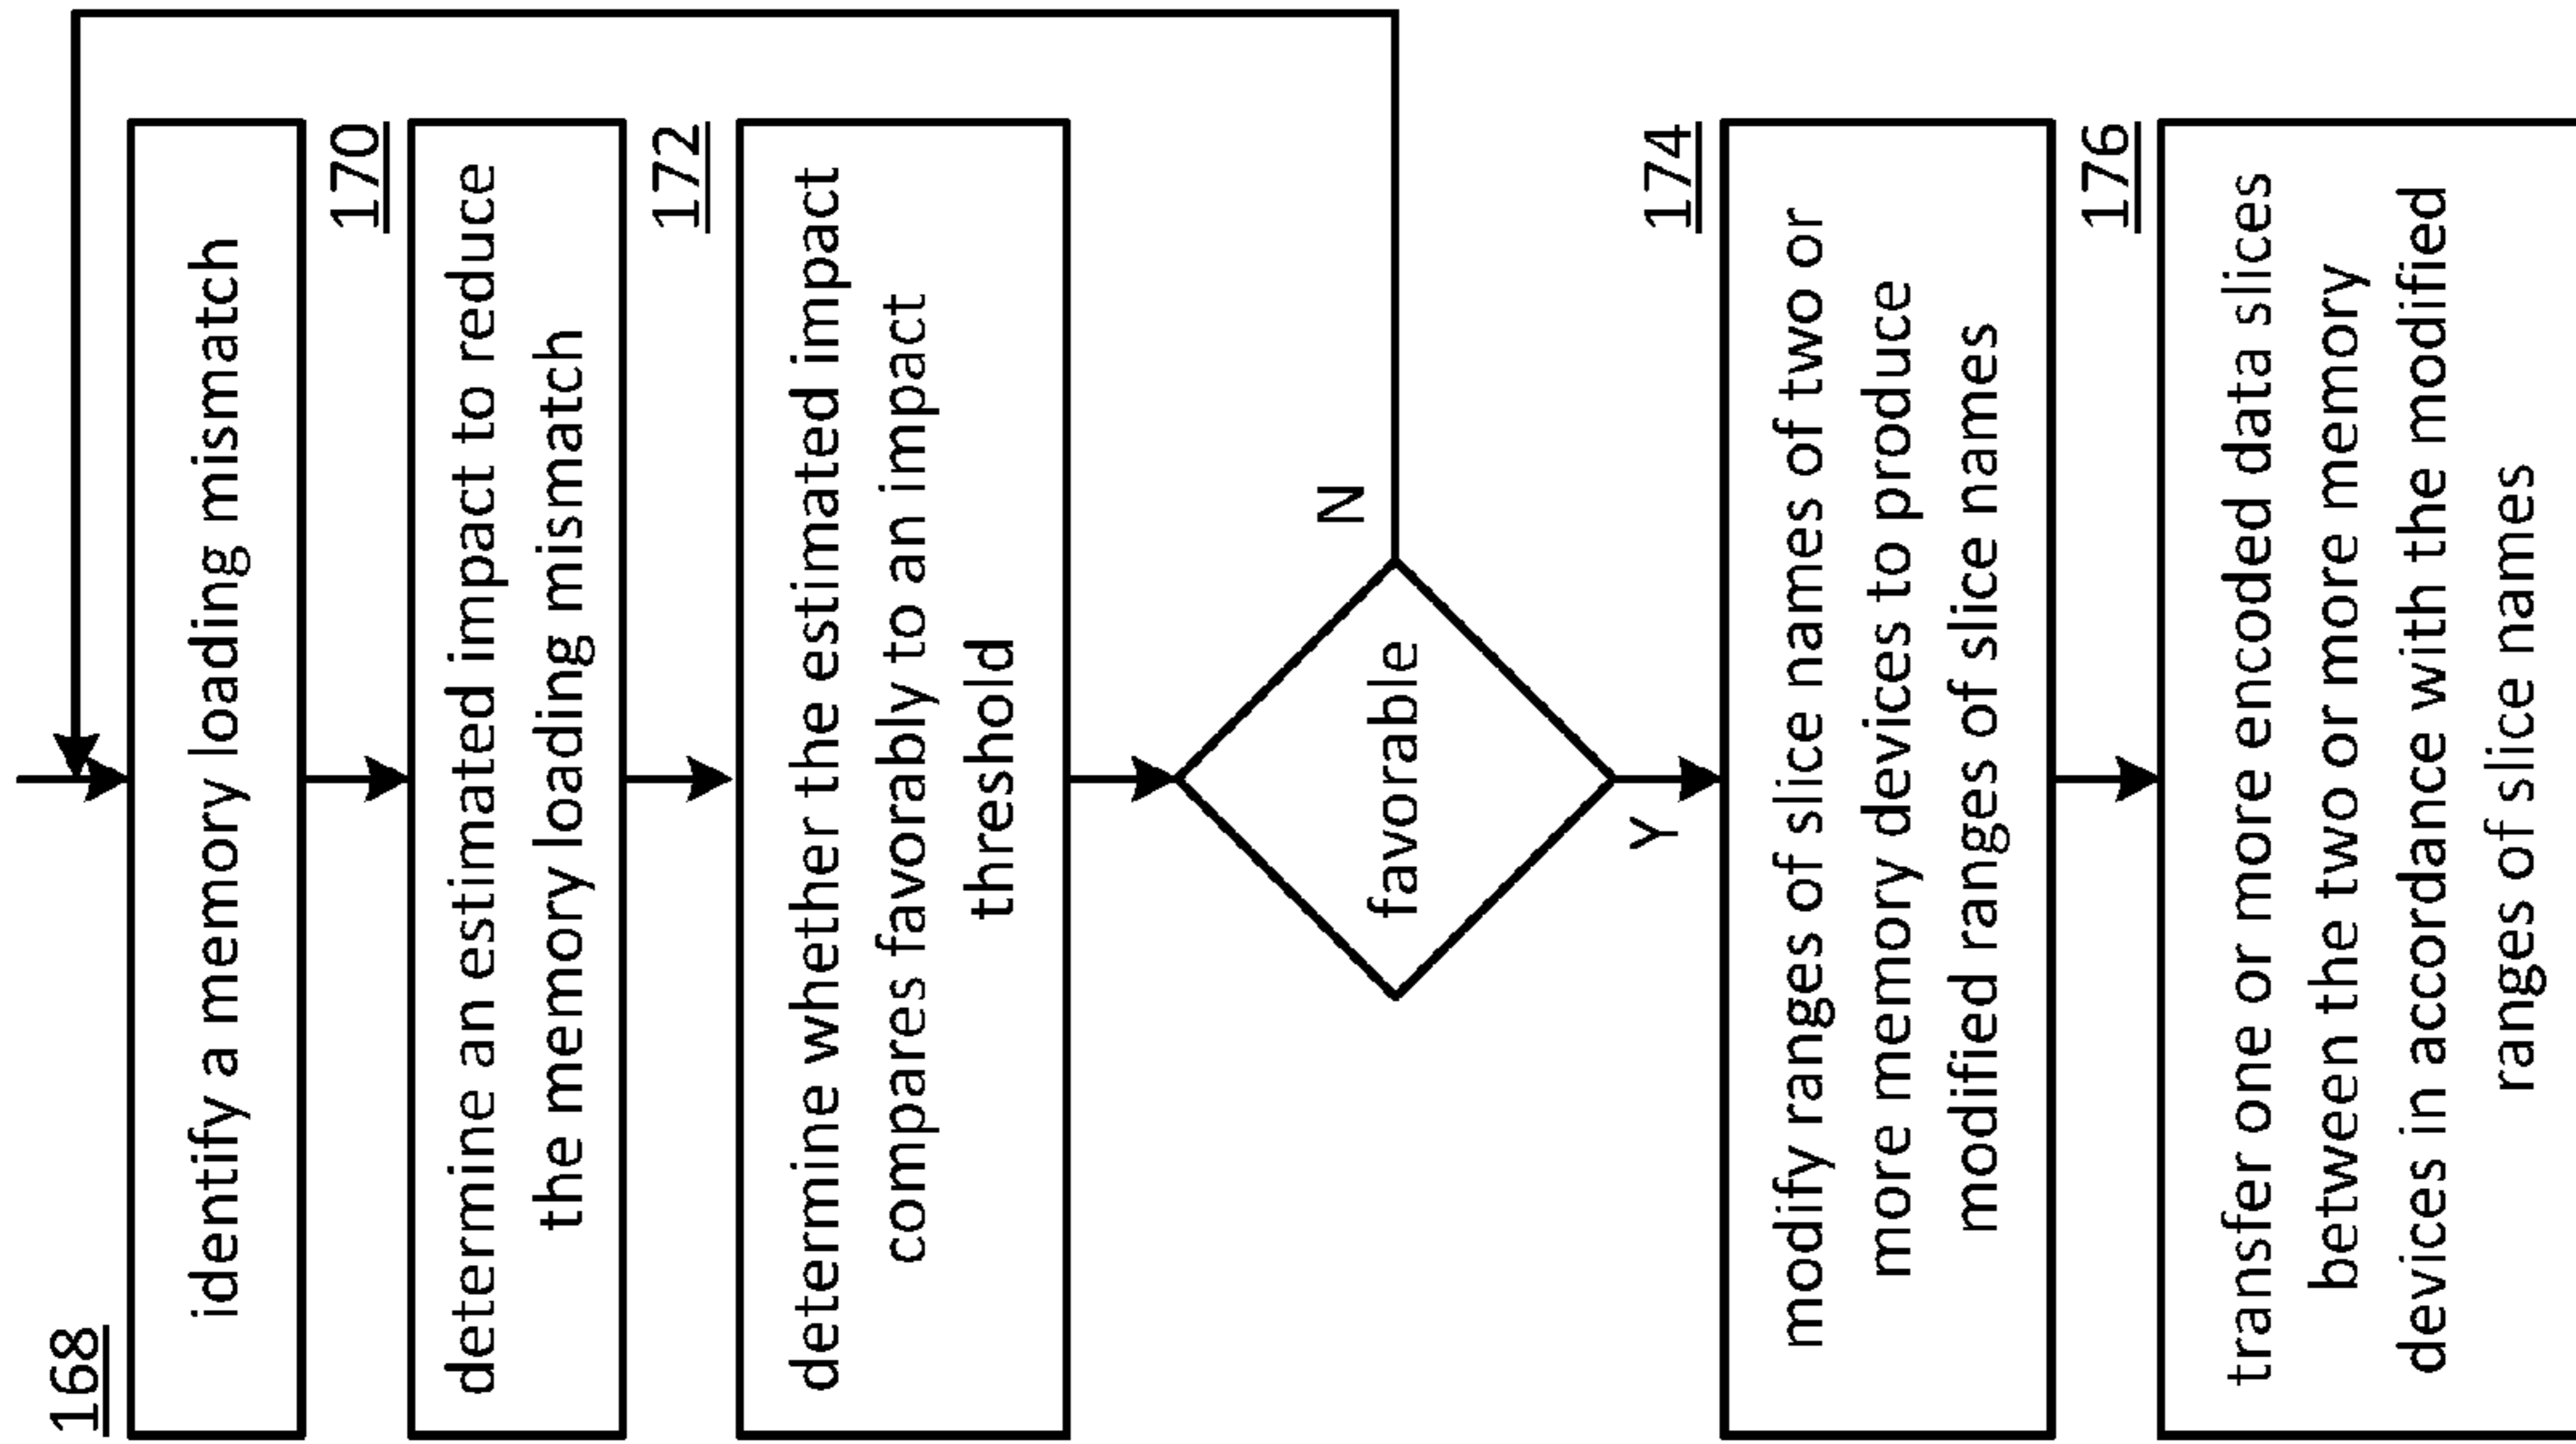 168
identify a memory loading mismatch
170
determine an estimated impact to reduce
the memory loading mismatch
172
determine whether the estimated impact
compares favorably to an impact
threshold
favorable
N
Y
174
modify ranges of slice names of two or
more memory devices to produce
modified ranges of slice names
176
transfer one or more encoded data slices
between the two or more memory
devices in accordance with the modified
ranges of slice names